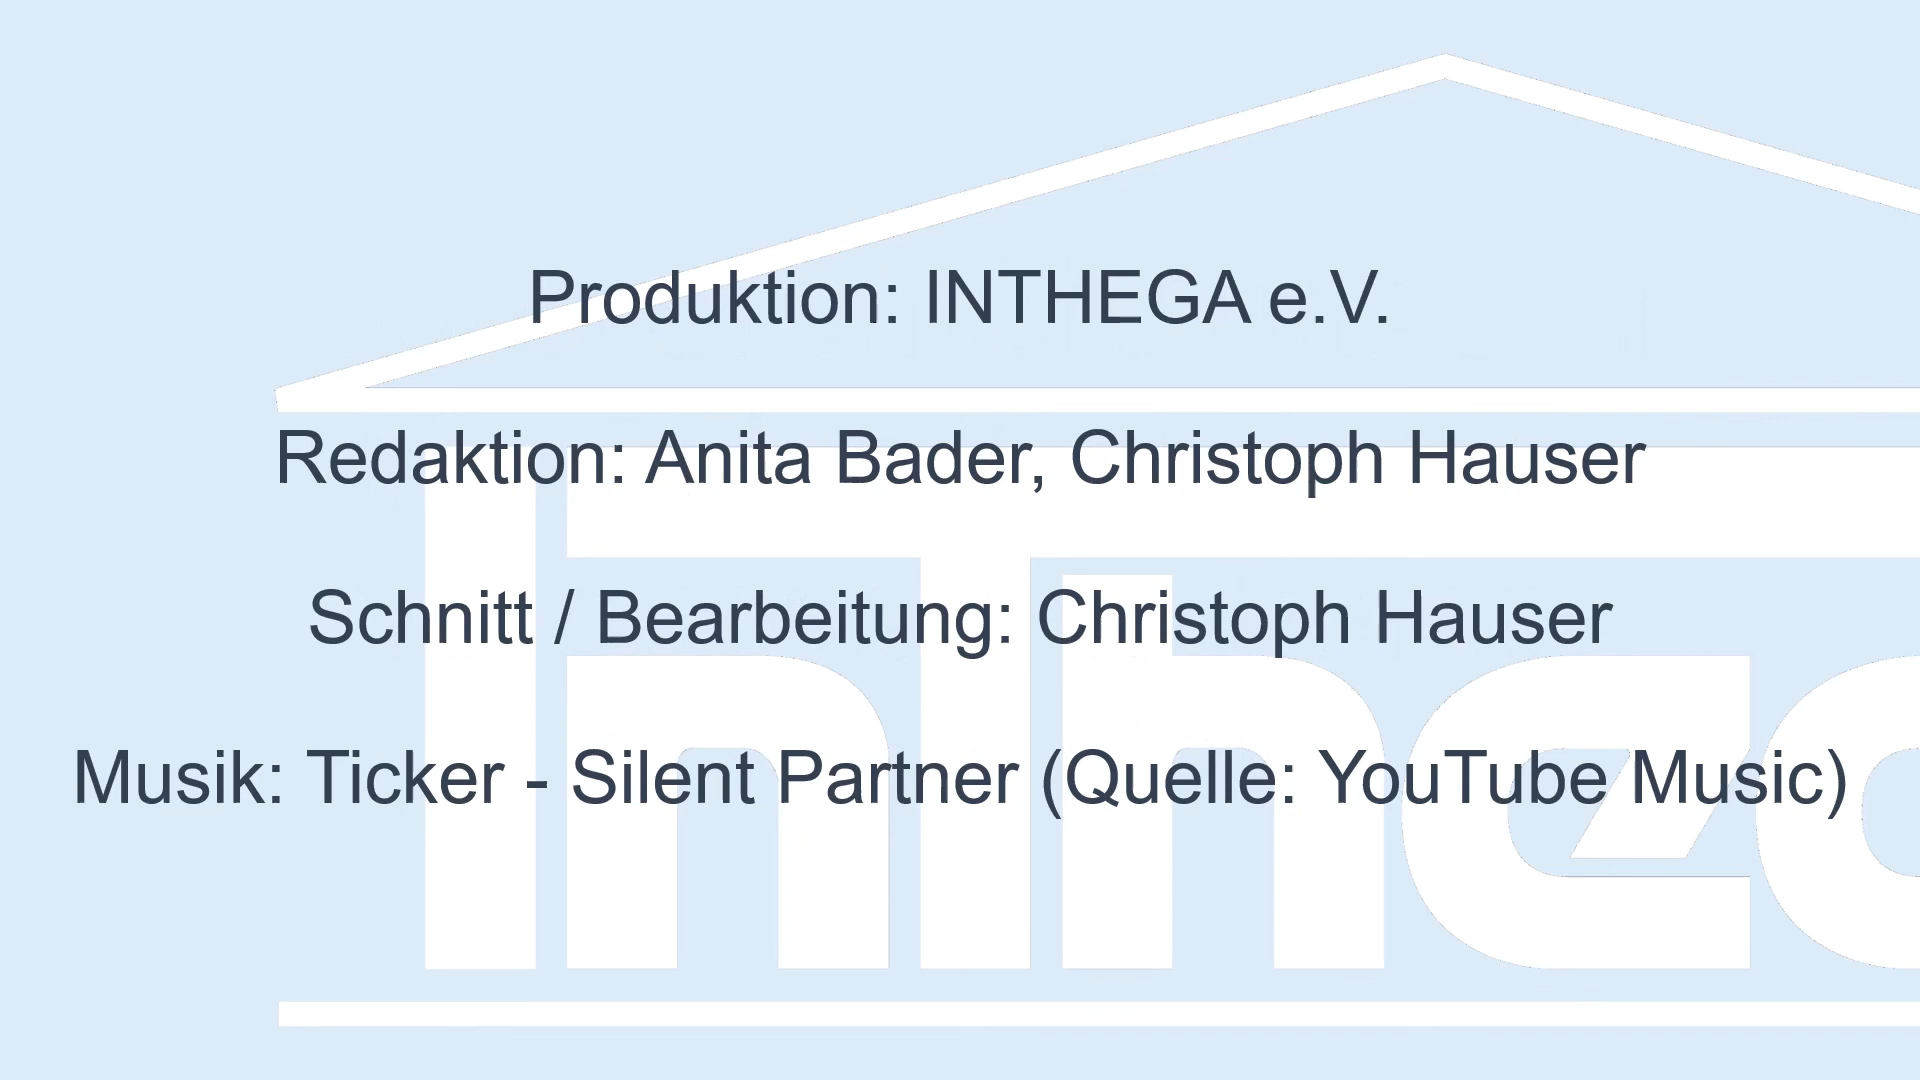 Produktion: INTHEGA e.V.
Redaktion: Anita Bader, Christoph Hauser
Schnitt / Bearbeitung: Christoph Hauser
Musik: Ticker - Silent Partner (Quelle: YouTube Music)